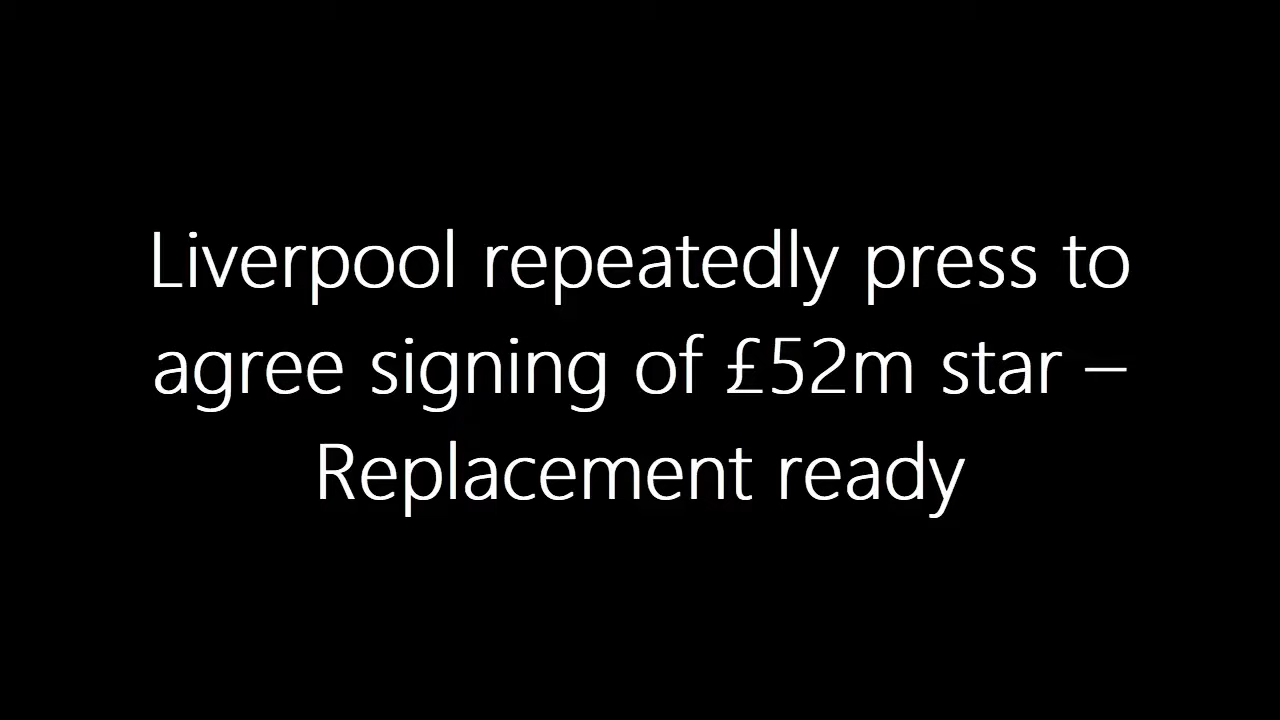 Liverpool repeatedly press to
agree signing of £52m star –
Replacement ready